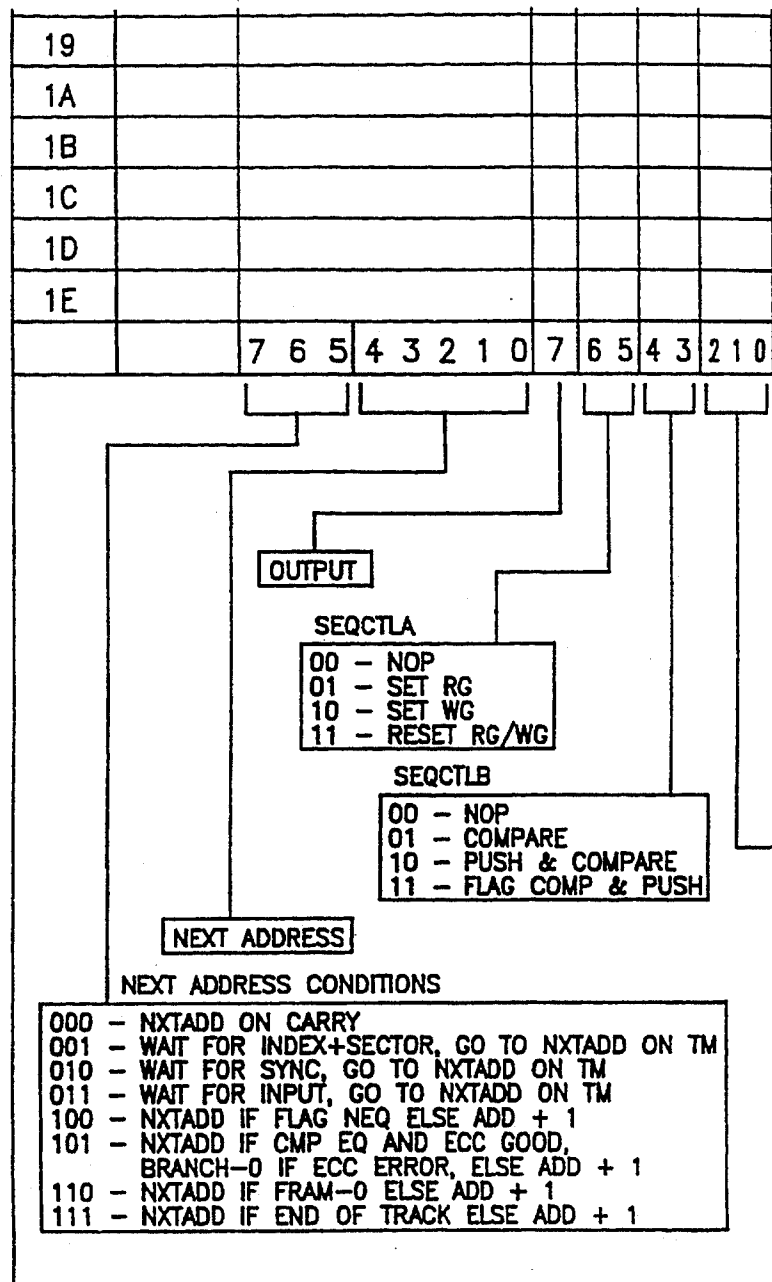 19
1A
1B
1C
1D
1E
7 6 5 4 3 2 1 0 7 6 5 4 3 2 1 0
OUTPUT
SEQCTLA
00 – NOP
01 – SET RG
10 – SET WG
11 – RESET RG/WG
SEQCTLB
00 – NOP
01 – COMPARE
10 – PUSH & COMPARE
11 – FLAG COMP & PUSH
NEXT ADDRESS
NEXT ADDRESS CONDITIONS
000 – NXTADD ON CARRY
001 – WAIT FOR INDEX+SECTOR, GO TO NXTADD ON TM
010 – WAIT FOR SYNC, GO TO NXTADD ON TM
011 – WAIT FOR INPUT, GO TO NXTADD ON TM
100 – NXTADD IF FLAG NEQ ELSE ADD + 1
101 – NXTADD IF CMP EQ AND ECC GOOD,
BRANCH–0 IF ECC ERROR, ELSE ADD + 1
110 – NXTADD IF FRAM–0 ELSE ADD + 1
111 – NXTADD IF END OF TRACK ELSE ADD + 1